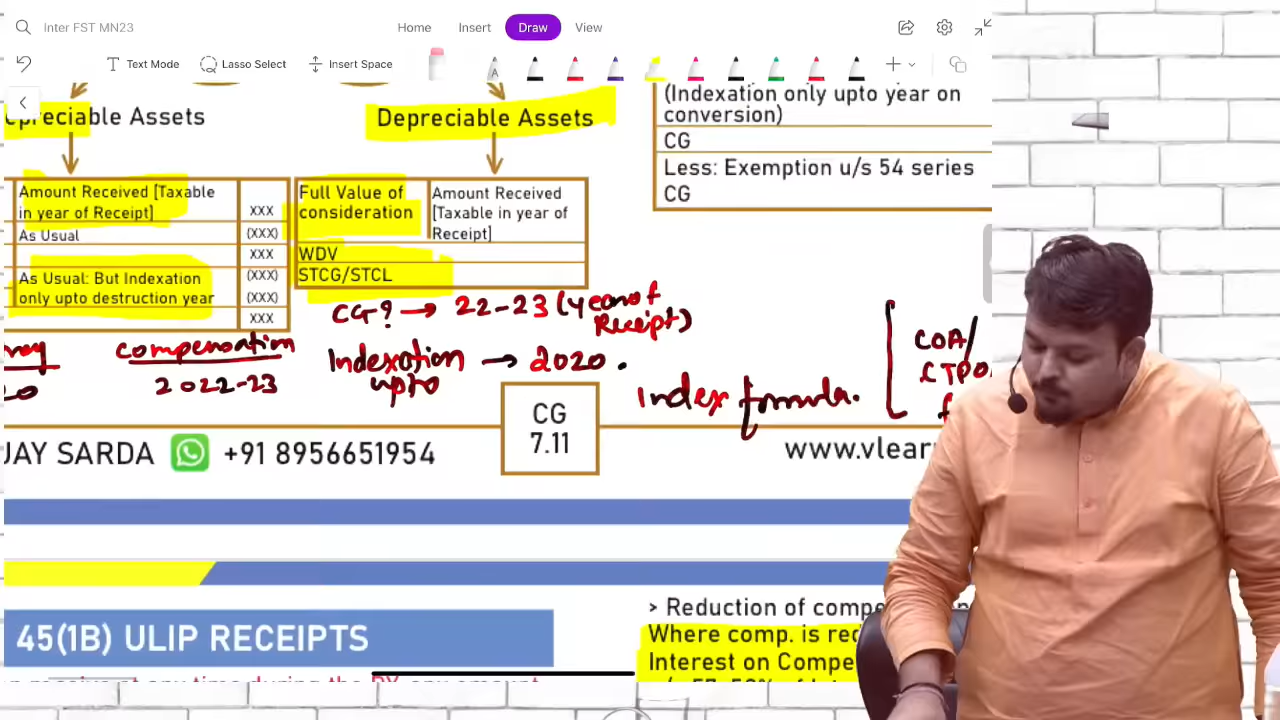 Inter FST MN23
Home
Insert
Draw
View
Text Mode
Lasso Select
Insert Space
preciable Assets
Depreciable Assets
(Indexation only upto year on
conversion)
CG
Less: Exemption u/s 54 series
CG
Amount Received [Taxable
in year of Receipt]
XXX
As Usual
(XXX)
XXX
As Usual: But Indexation
only upto destruction year
(XXX)
(XXX)
XXX
Full Value of
consideration
Amount Received
[Taxable in year of
Receipt]
WDV
STCG/STCL
CG? → 22-23 (Year of
Receipt)
compensation
2022-23
Indexation → 2020.
upto
Index formula.
COA/
CG
7.11
JAY SARDA
+91 8956651954
www.vlear
45(1B) ULIP RECEIPTS
> Reduction of compe
Where comp. is rec
Interest on Compe